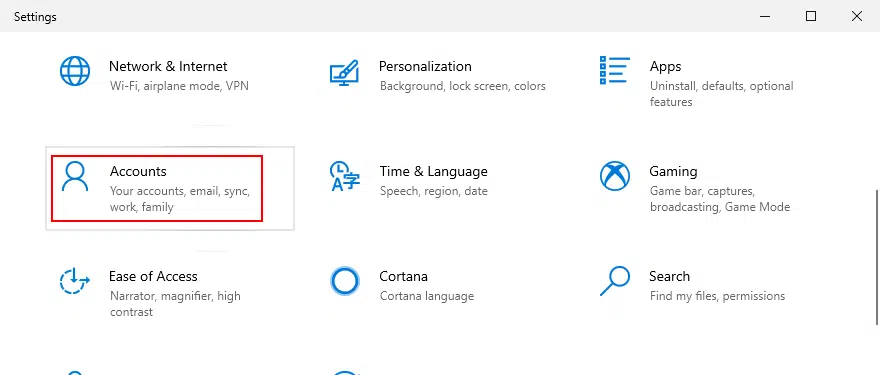 Settings
Network & Internet
Wi-Fi, airplane mode, VPN
Personalization
Background, lock screen, colors
Apps
Uninstall, defaults, optional
features
Accounts
Your accounts, email, sync,
work, family
Time & Language
Speech, region, date
Gaming
Game bar, captures,
broadcasting, Game Mode
Ease of Access
Narrator, magnifier, high
contrast
Cortana
Cortana language
Search
Find my files, permissions